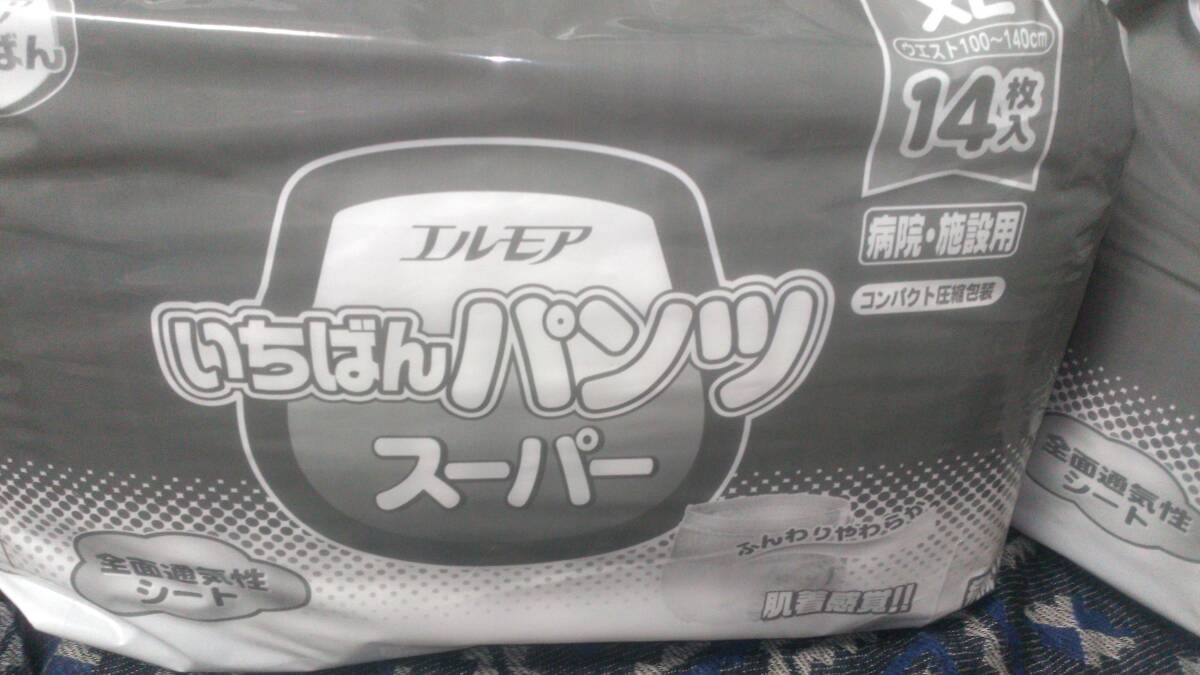 ばん
XL
ウエスト100～140cm
14枚入
病院・施設用
コンパクト圧縮包装
エルモア
いちばんパンツ
スーパー
ふんわりやわらか
肌着感覚!!
全面通気性
シート
全面通気性
シート